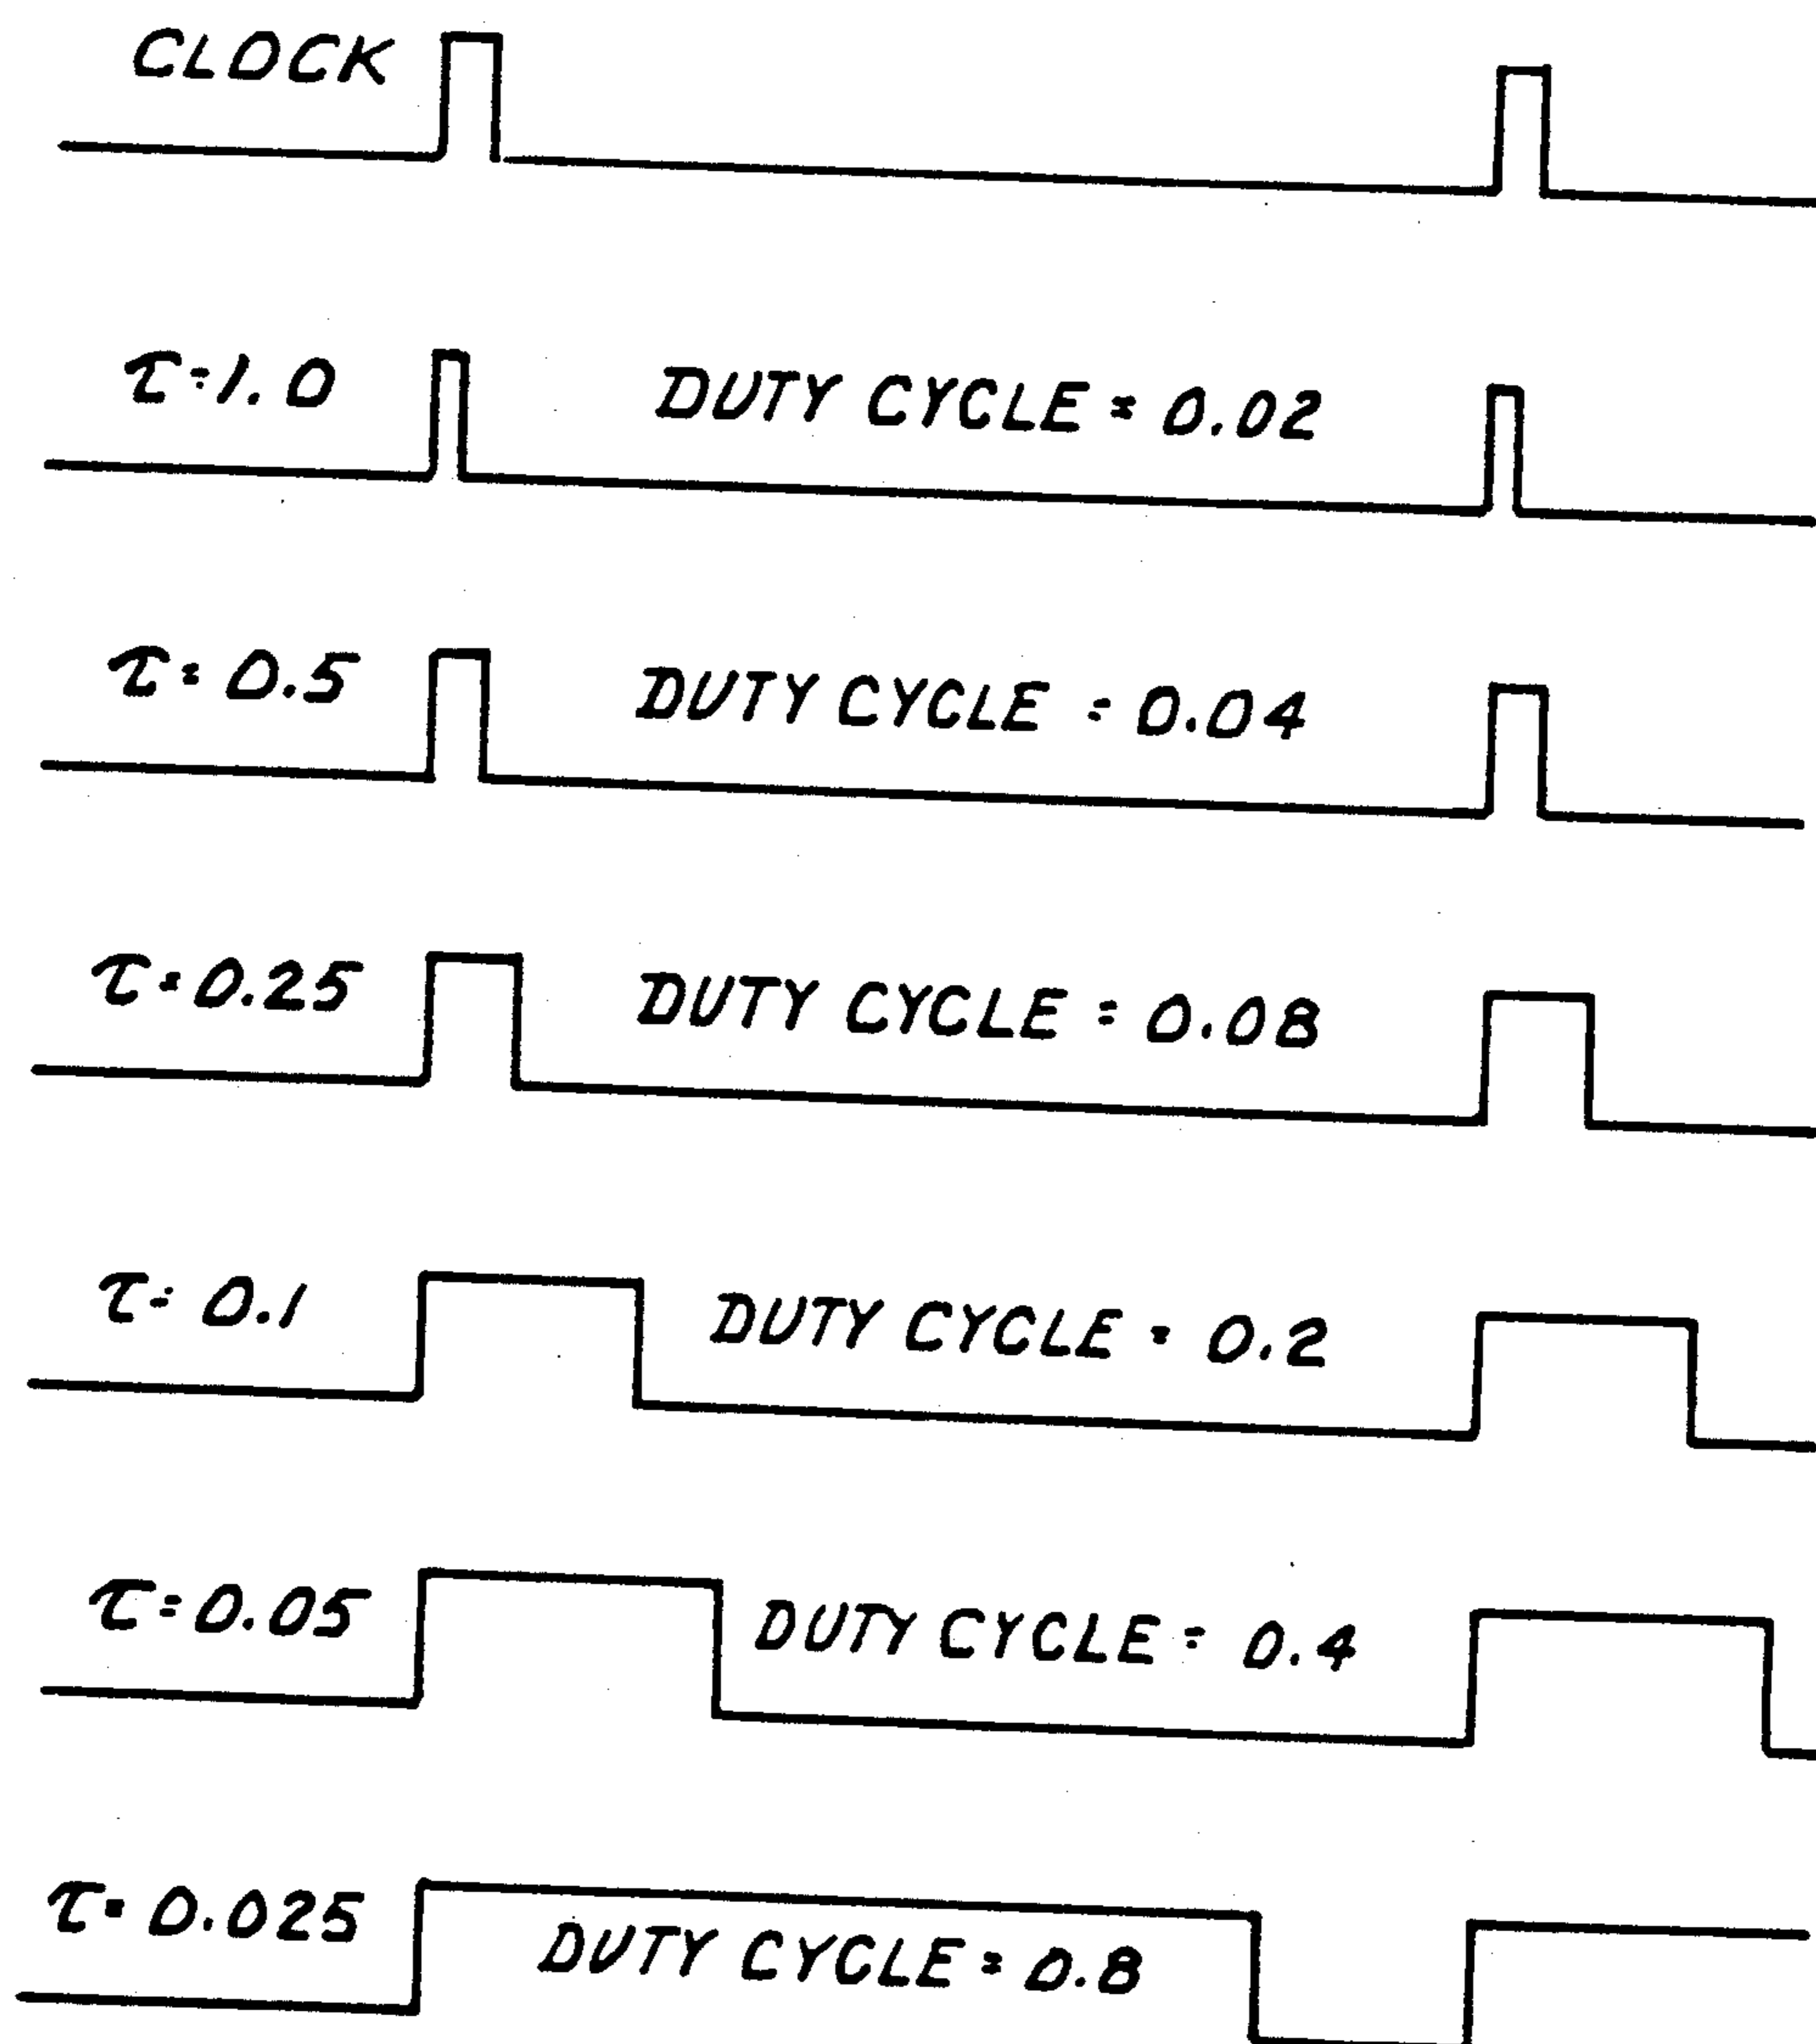 CLOCK
τ=1.0 DUTY CYCLE = 0.02
τ= 0.5 DUTY CYCLE = 0.04
τ=0.25 DUTY CYCLE = 0.08
τ= 0.1 DUTY CYCLE = 0.2
τ=0.05 DUTY CYCLE = 0.4
τ= 0.025 DUTY CYCLE = 0.8